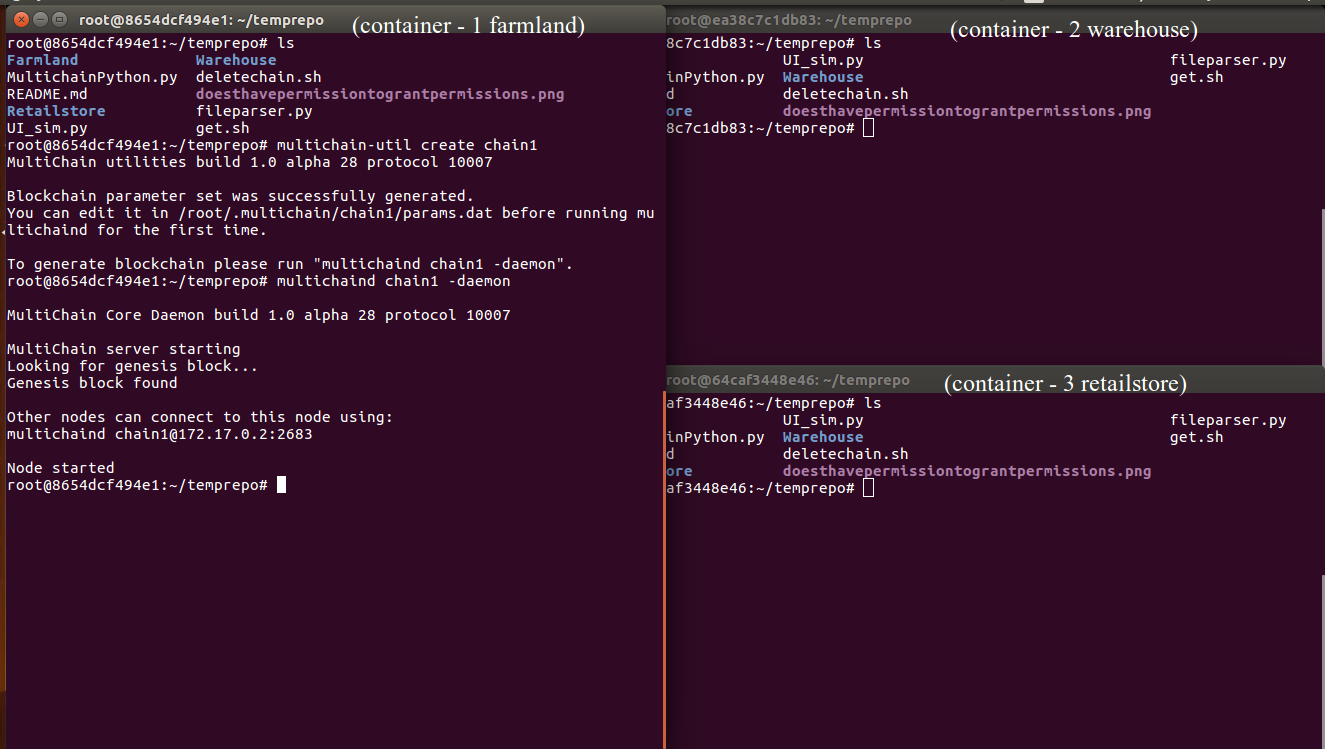 root@8654dcf494e1: ~/temprepo
(container - 1 farmland)
root@8654dcf494e1:~/temprepo# ls
Farmland Warehouse
MultichainPython.py deletechain.sh
README.md doesthavepermissiontograntpermissions.png
Retailstore fileparser.py
UI_sim.py get.sh
root@8654dcf494e1:~/temprepo# multichain-util create chain1
MultiChain utilities build 1.0 alpha 28 protocol 10007
Blockchain parameter set was successfully generated.
You can edit it in /root/.multichain/chain1/params.dat before running mu
ltichaind for the first time.
To generate blockchain please run "multichaind chain1 -daemon".
root@8654dcf494e1:~/temprepo# multichaind chain1 -daemon
MultiChain Core Daemon build 1.0 alpha 28 protocol 10007
MultiChain server starting
Looking for genesis block...
Genesis block found
Other nodes can connect to this node using:
multichaind chain1@172.17.0.2:2683
Node started
root@8654dcf494e1:~/temprepo#
root@ea38c7c1db83: ~/temprepo
(container - 2 warehouse)
8c7c1db83:~/temprepo# ls
UI_sim.py fileparser.py
inPython.py Warehouse get.sh
d deletechain.sh
ore doesthavepermissiontograntpermissions.png
8c7c1db83:~/temprepo#
root@64caf3448e46: ~/temprepo
(container - 3 retailstore)
af3448e46:~/temprepo# ls
UI_sim.py fileparser.py
inPython.py Warehouse get.sh
d deletechain.sh
ore doesthavepermissiontograntpermissions.png
af3448e46:~/temprepo#